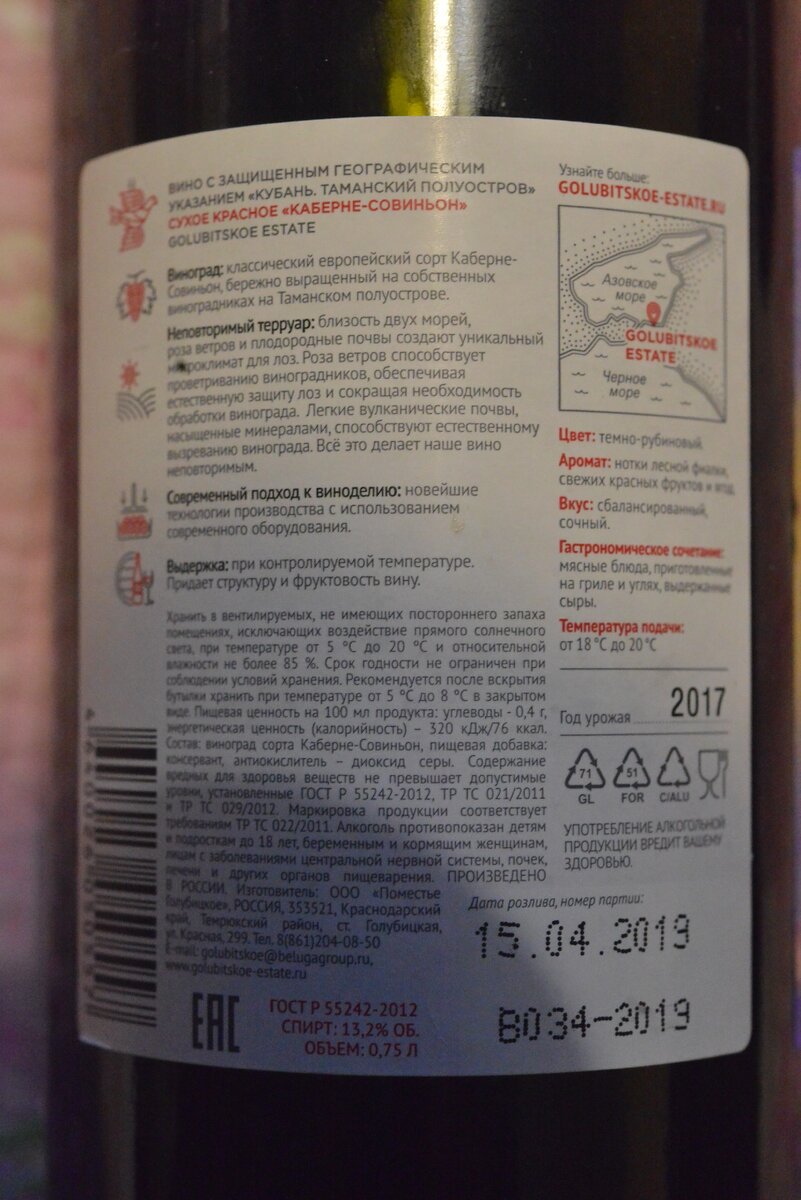 ВИНО С ЗАЩИЩЕННЫМ ГЕОГРАФИЧЕСКИМ
УКАЗАНИЕМ «КУБАНЬ. ТАМАНСКИЙ ПОЛУОСТРОВ»
СУХОЕ КРАСНОЕ «КАБЕРНЕ-СОВИНЬОН»
GOLUBITSKOE ESTATE
Виноград: классический европейский сорт Каберне-
Совиньон, бережно выращенный на собственных
виноградниках на Таманском полуострове.
Неповторимый терруар: близость двух морей,
роза ветров и плодородные почвы создают уникальный
микроклимат для лоз. Роза ветров способствует
проветриванию виноградников, обеспечивая
естественную защиту лоз и сокращая необходимость
обработки винограда. Легкие вулканические почвы,
насыщенные минералами, способствуют естественному
вызреванию винограда. Всё это делает наше вино
неповторимым.
Современный подход к виноделию: новейшие
технологии производства с использованием
современного оборудования.
Выдержка: при контролируемой температуре.
Придает структуру и фруктовость вину.
Хранить в вентилируемых, не имеющих постороннего запаха
помещениях, исключающих воздействие прямого солнечного
света, при температуре от 5 °С до 20 °С и относительной
влажности не более 85 %. Срок годности не ограничен при
соблюдении условий хранения. Рекомендуется после вскрытия
бутылки хранить при температуре от 5 °С до 8 °С в закрытом
виде. Пищевая ценность на 100 мл продукта: углеводы - 0,4 г,
энергетическая ценность (калорийность) – 320 кДж/76 ккал.
Состав: виноград сорта Каберне-Совиньон, пищевая добавка:
консервант, антиокислитель – диоксид серы. Содержание
вредных для здоровья веществ не превышает допустимые
уровни, установленные ГОСТ Р 55242-2012, ТР ТС 021/2011
и ТР ТС 029/2012. Маркировка продукции соответствует
требованиям ТР ТС 022/2011. Алкоголь противопоказан детям
и подросткам до 18 лет, беременным и кормящим женщинам,
лицам с заболеваниями центральной нервной системы, почек,
печени и других органов пищеварения. ПРОИЗВЕДЕНО
В РОССИИ. Изготовитель: ООО «Поместье
Голубицкое», РОССИЯ, 353521, Краснодарский
край, Темрюкский район, ст. Голубицкая,
ул. Красная, 299. Тел. 8(861)204-08-50
E-mail: golubitskoe@belugagroup.ru,
www.golubitskoe-estate.ru
EAC
ГОСТ Р 55242-2012
СПИРТ: 13,2% ОБ.
ОБЪЕМ: 0,75 Л
Узнайте больше:
GOLUBITSKOE-ESTATE.RU
Азовское
море
GOLUBITSKOE
ESTATE
Черное
море
Цвет: темно-рубиновый
Аромат: нотки лесной фиалки,
свежих красных фруктов и ягод.
Вкус: сбалансированный,
сочный.
Гастрономическое сочетание:
мясные блюда, приготовленные
на гриле и углях, выдержанные
сыры.
Температура подачи:
от 18 °С до 20 °С
Год урожая 2017
71 51
GL FOR C/ALU
УПОТРЕБЛЕНИЕ АЛКОГОЛЬНОЙ
ПРОДУКЦИИ ВРЕДИТ ВАШЕМУ
ЗДОРОВЬЮ.
Дата розлива, номер партии:
15.04.2019
B034-2019